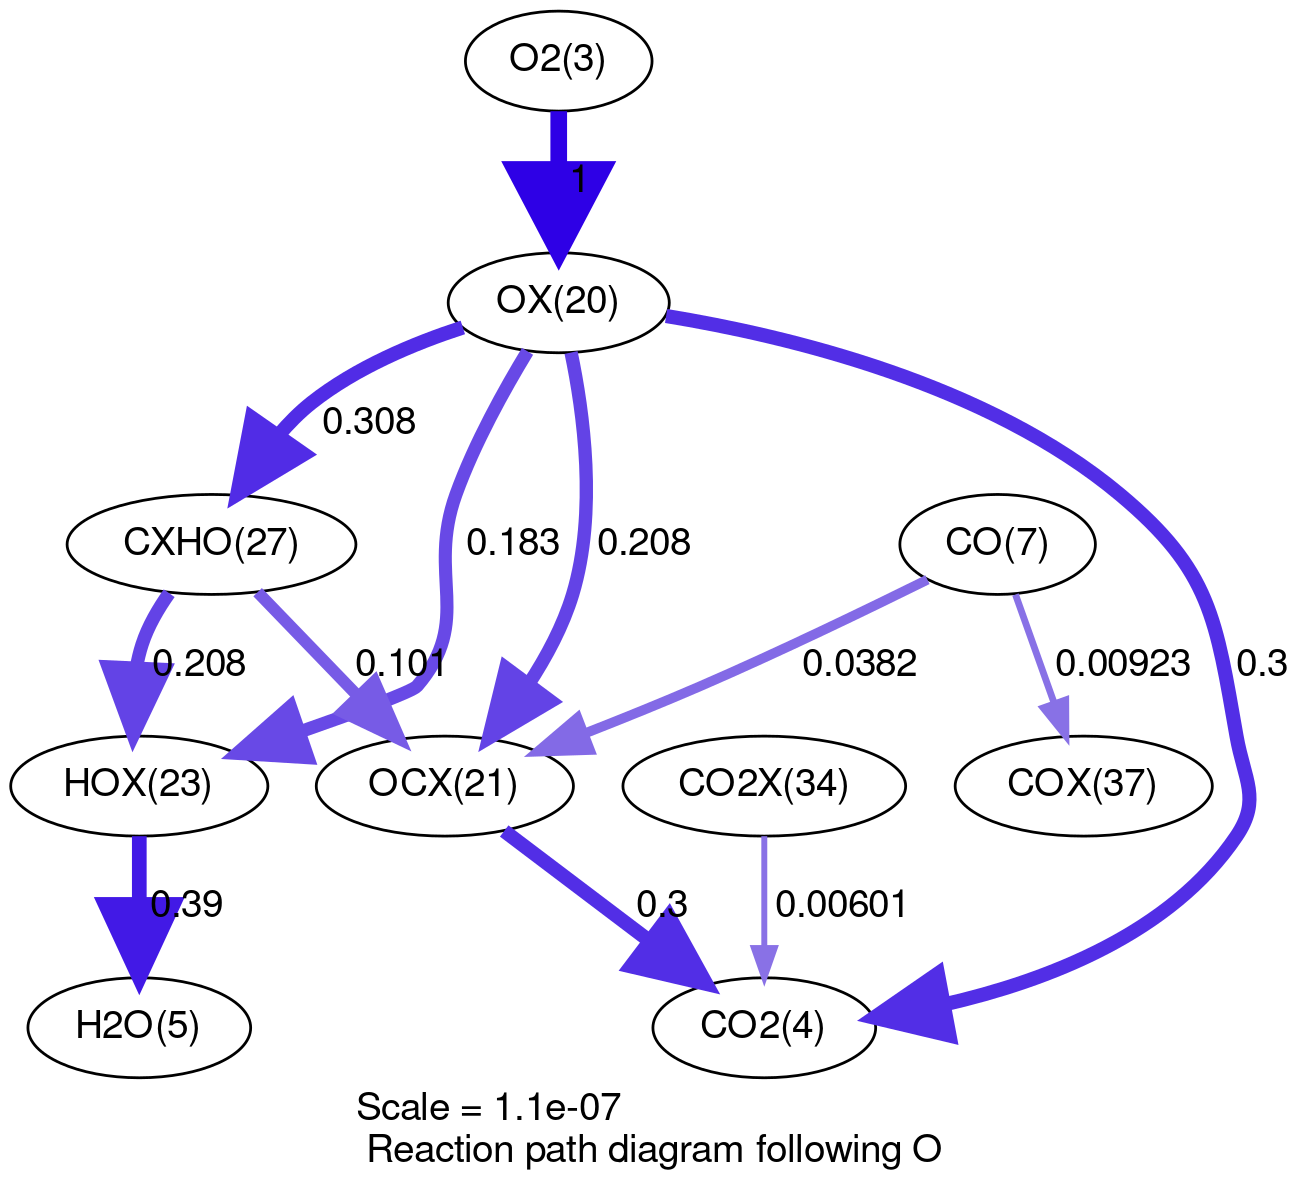 O2(3)
1
OX(20)
0.308
CXHO(27)
0.183
0.208
CO(7)
0.208
0.101
0.0382
0.00923
0.3
HOX(23)
OCX(21)
CO2X(34)
COX(37)
0.39
0.3
0.00601
H2O(5)
CO2(4)
Scale = 1.1e-07
Reaction path diagram following O